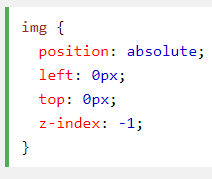 img {
  position: absolute;
  left: 0px;
  top: 0px;
  z-index: -1;
}